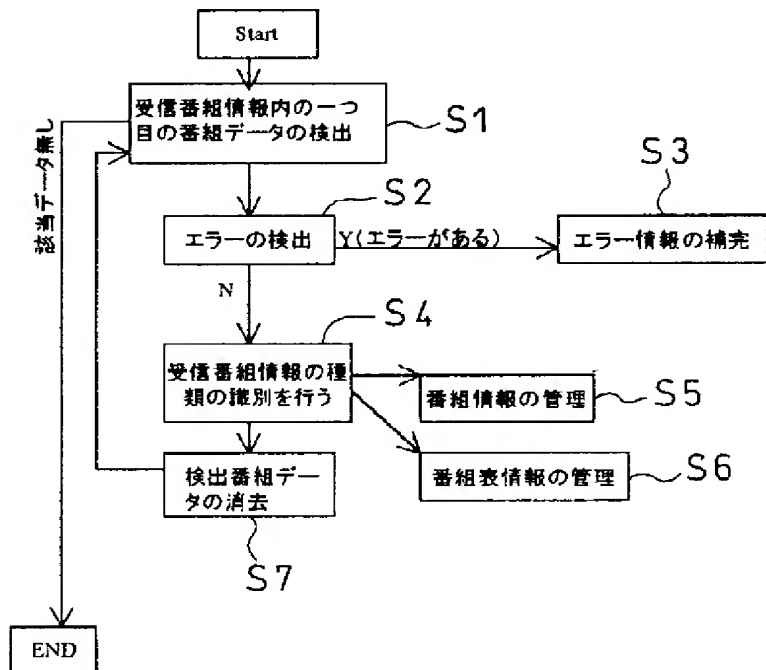 Start
受信番組情報内の一つ
目の番組データの検出
S1
該当データ無し
S2
エラーの検出
Y(エラーがある)
S3
エラー情報の補完
N
S4
受信番組情報の種
類の識別を行う
番組情報の管理
S5
番組表情報の管理
S6
検出番組デー
タの消去
S7
END